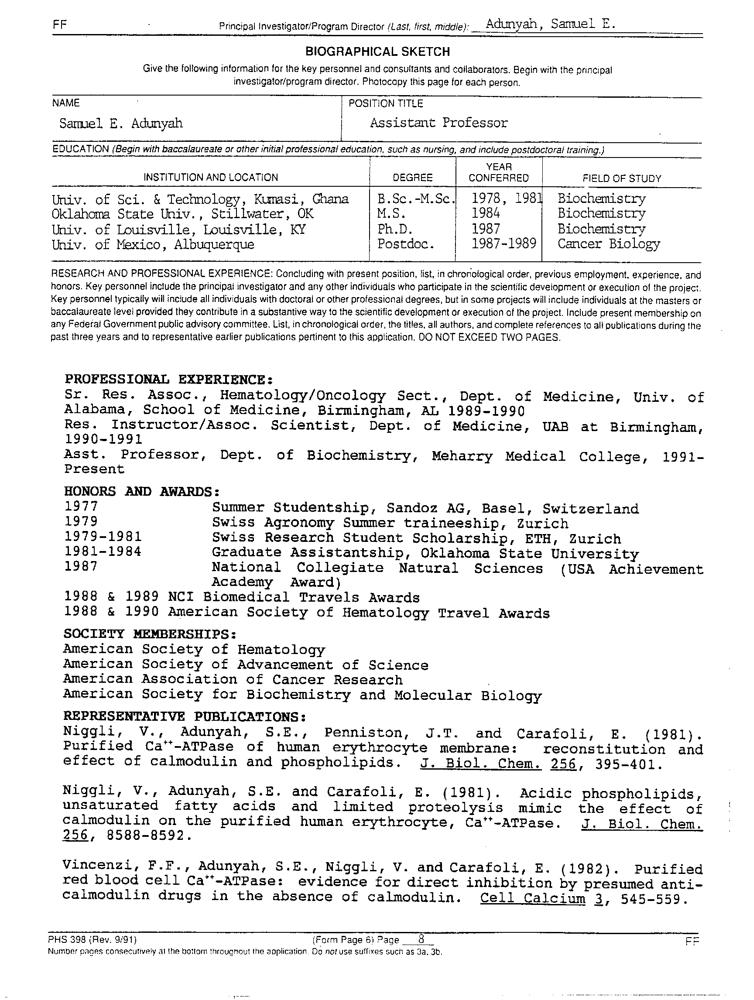 FF Principal Investigator/Program Director (Last, first, middle): Adunyah, Samuel E.
BIOGRAPHICAL SKETCH
Give the following information for the key personnel and consultants and collaborators. Begin with the principal
investigator/program director. Photocopy this page for each person.
NAME POSITION TITLE
Samuel E. Adunyah Assistant Professor
EDUCATION (Begin with baccalaureate or other initial professional education, such as nursing, and include postdoctoral training.)
INSTITUTION AND LOCATION DEGREE YEAR CONFERRED FIELD OF STUDY
Univ. of Sci. & Technology, Kumasi, Ghana B.Sc.-M.Sc. 1978, 1981 Biochemistry
Oklahoma State Univ., Stillwater, OK M.S. 1984 Biochemistry
Univ. of Louisville, Louisville, KY Ph.D. 1987 Biochemistry
Univ. of Mexico, Albuquerque Postdoc. 1987-1989 Cancer Biology
RESEARCH AND PROFESSIONAL EXPERIENCE: Concluding with present position, list, in chronological order, previous employment, experience, and
honors. Key personnel include the principal investigator and any other individuals who participate in the scientific development or execution of the project.
Key personnel typically will include all individuals with doctoral or other professional degrees, but in some projects will include individuals at the masters or
baccalaureate level provided they contribute in a substantive way to the scientific development or execution of the project. Include present membership on
any Federal Government public advisory committee. List, in chronological order, the titles, all authors, and complete references to all publications during the
past three years and to representative earlier publications pertinent to this application. DO NOT EXCEED TWO PAGES.
PROFESSIONAL EXPERIENCE:
Sr. Res. Assoc., Hematology/Oncology Sect., Dept. of Medicine, Univ. of
Alabama, School of Medicine, Birmingham, AL 1989-1990
Res. Instructor/Assoc. Scientist, Dept. of Medicine, UAB at Birmingham,
1990-1991
Asst. Professor, Dept. of Biochemistry, Meharry Medical College, 1991-
Present
HONORS AND AWARDS:
1977 Summer Studentship, Sandoz AG, Basel, Switzerland
1979 Swiss Agronomy Summer traineeship, Zurich
1979-1981 Swiss Research Student Scholarship, ETH, Zurich
1981-1984 Graduate Assistantship, Oklahoma State University
1987 National Collegiate Natural Sciences (USA Achievement
Academy Award)
1988 & 1989 NCI Biomedical Travels Awards
1988 & 1990 American Society of Hematology Travel Awards
SOCIETY MEMBERSHIPS:
American Society of Hematology
American Society of Advancement of Science
American Association of Cancer Research
American Society for Biochemistry and Molecular Biology
REPRESENTATIVE PUBLICATIONS:
Niggli, V., Adunyah, S.E., Penniston, J.T. and Carafoli, E. (1981).
Purified Ca⁺⁺-ATPase of human erythrocyte membrane: reconstitution and
effect of calmodulin and phospholipids. J. Biol. Chem. 256, 395-401.
Niggli, V., Adunyah, S.E. and Carafoli, E. (1981). Acidic phospholipids,
unsaturated fatty acids and limited proteolysis mimic the effect of
calmodulin on the purified human erythrocyte, Ca⁺⁺-ATPase. J. Biol. Chem.
256, 8588-8592.
Vincenzi, F.F., Adunyah, S.E., Niggli, V. and Carafoli, E. (1982). Purified
red blood cell Ca⁺⁺-ATPase: evidence for direct inhibition by presumed anti-
calmodulin drugs in the absence of calmodulin. Cell Calcium 3, 545-559.
PHS 398 (Rev. 9/91) (Form Page 6) Page 8 FF
Number pages consecutively at the bottom throughout the application. Do not use suffixes such as 3a, 3b.